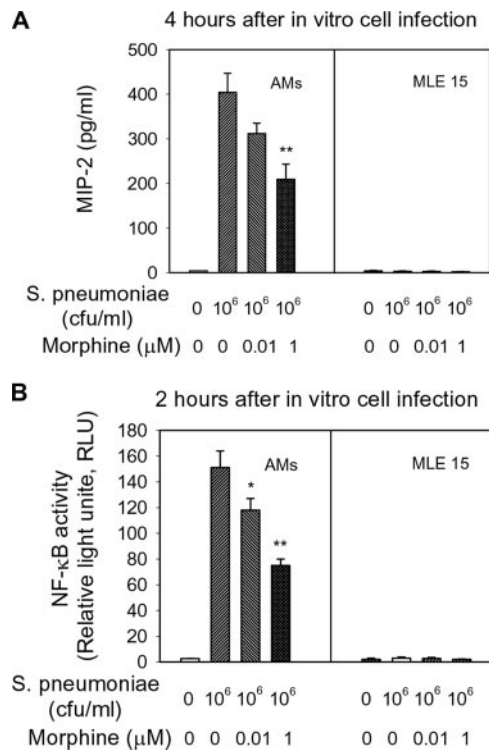 A
4 hours after in vitro cell infection
500
400
300
200
100
0
MIP-2 (pg/ml)
AMs
MLE 15
**
S. pneumoniae
(cfu/ml)
0 10⁶ 10⁶ 10⁶ 0 10⁶ 10⁶ 10⁶
Morphine (μM) 0 0 0.01 1 0 0 0.01 1
B
2 hours after in vitro cell infection
180
160
140
120
100
80
60
40
20
0
NF-κB activity
(Relative light unite, RLU)
AMs
MLE 15
*
**
S. pneumoniae
(cfu/ml)
0 10⁶ 10⁶ 10⁶ 0 10⁶ 10⁶ 10⁶
Morphine (μM) 0 0 0.01 1 0 0 0.01 1